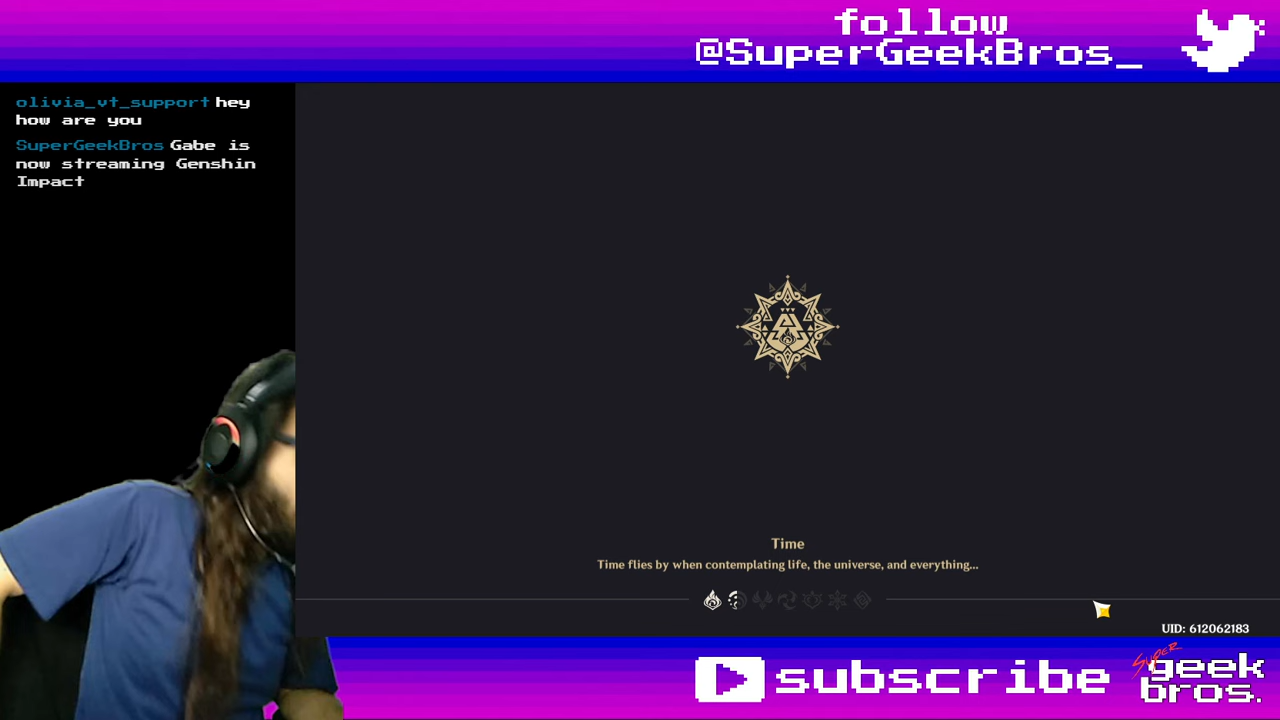 follow
@SuperGeekBros_
olivia_vt_support hey
how are you
SuperGeekBros Gabe is
now streaming Genshin
Impact
Time
Time flies by when contemplating life, the universe, and everything...
UID: 612062183
subscribe
SUPER
geek
bros.